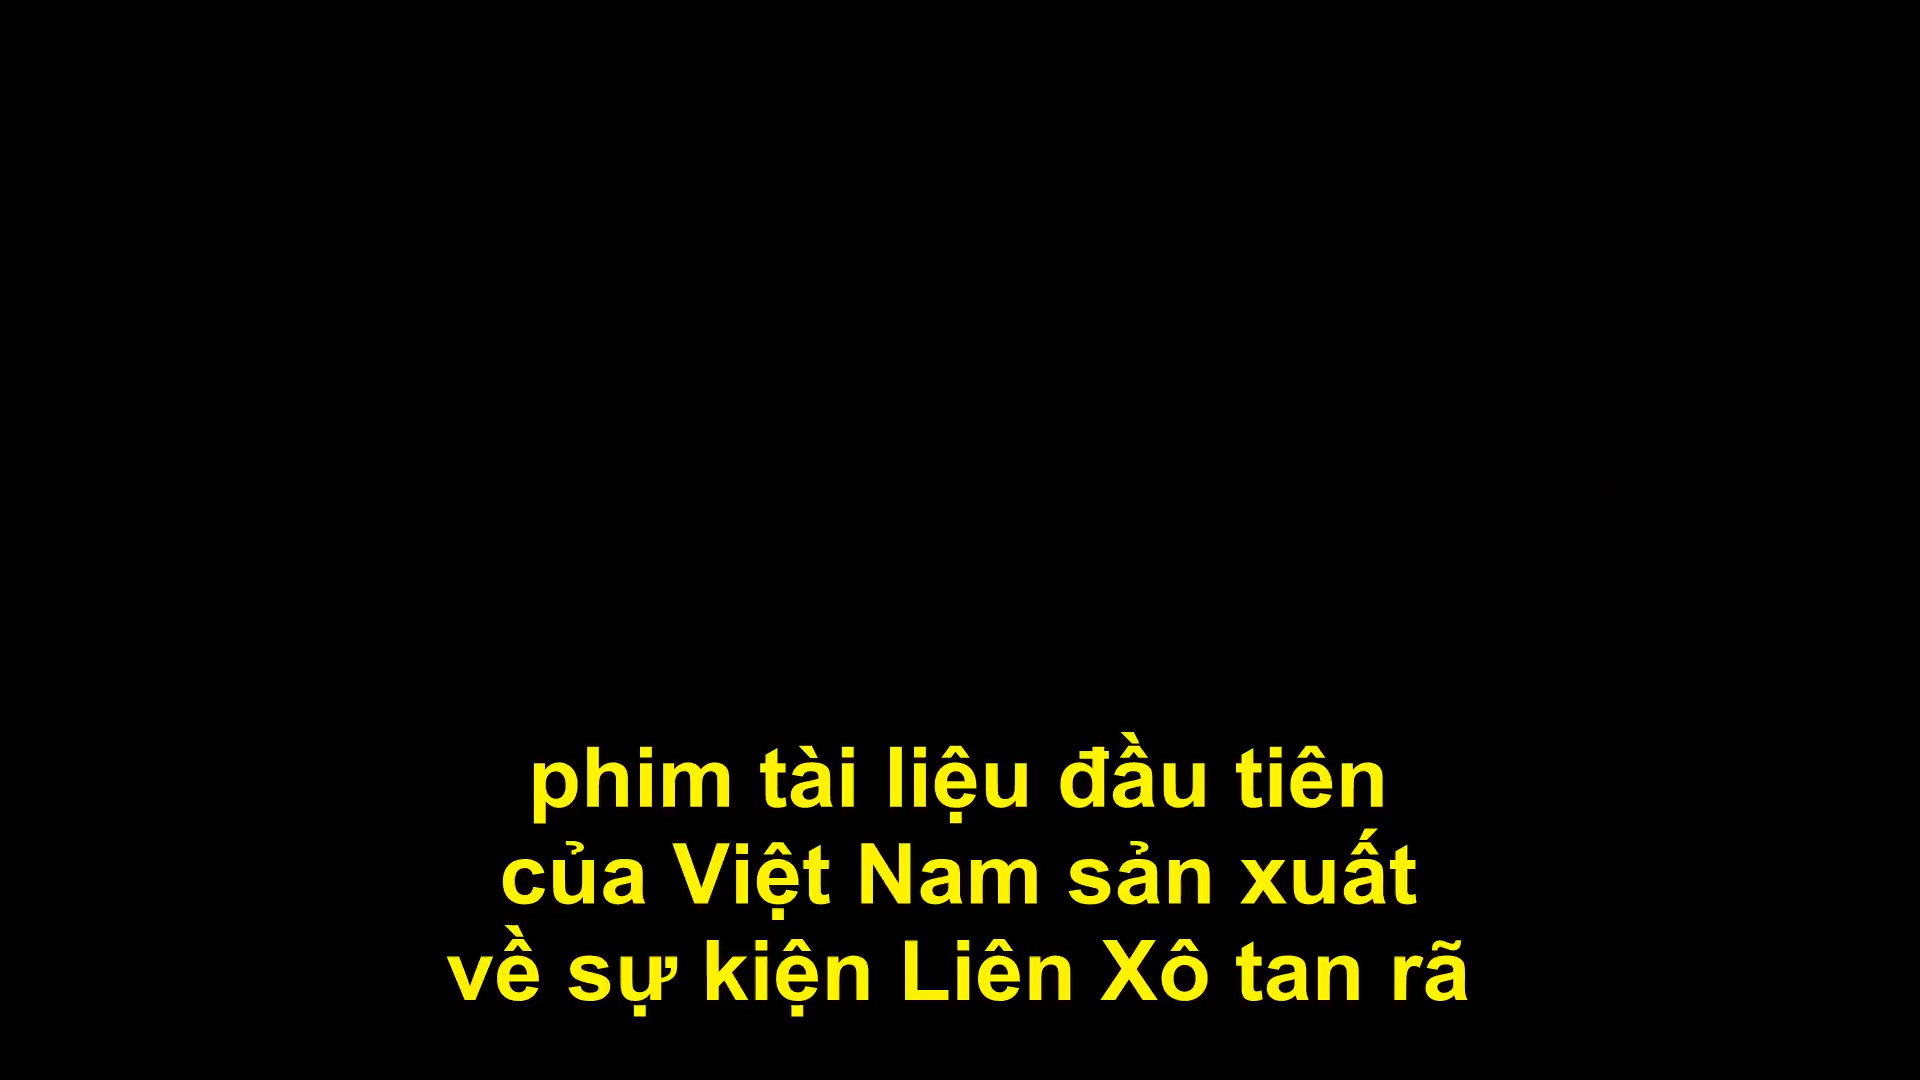 phim tài liệu đầu tiên
của Việt Nam sản xuất
về sự kiện Liên Xô tan rã